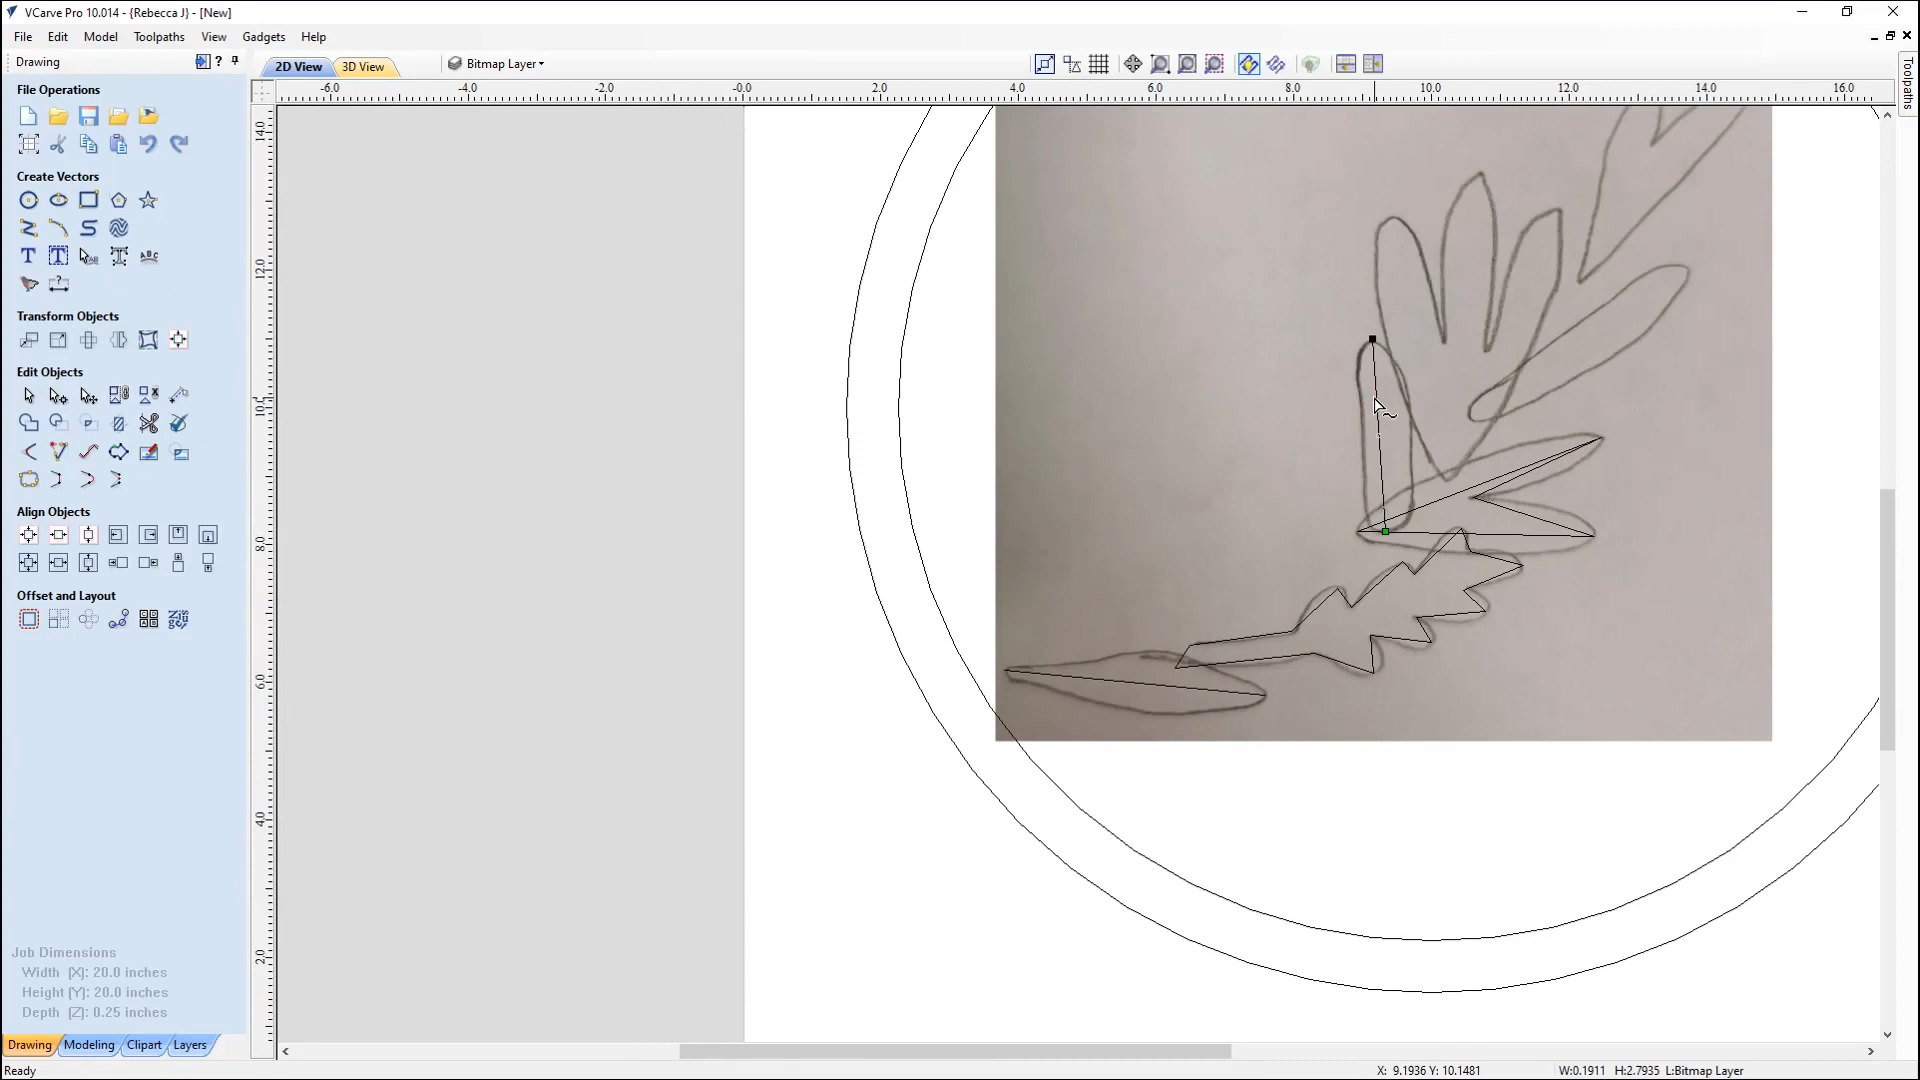 VCarve Pro 10.014 - {Rebecca J} - [New]
File Edit Model Toolpaths View Gadgets Help
Drawing
2D View 3D View Bitmap Layer
Toolpaths
File Operations
-6.0 -4.0 -2.0 -0.0 2.0 4.0 6.0 8.0 10.0 12.0 14.0 16.0
14.0
12.0
10.0
8.0
6.0
4.0
2.0
Create Vectors
Transform Objects
Edit Objects
Align Objects
Offset and Layout
Job Dimensions
Width (X): 20.0 inches
Height (Y): 20.0 inches
Depth (Z): 0.25 inches
Drawing Modeling Clipart Layers
Ready
X: 9.1936 Y: 10.1481 W:0.1911 H:2.7935 L:Bitmap Layer